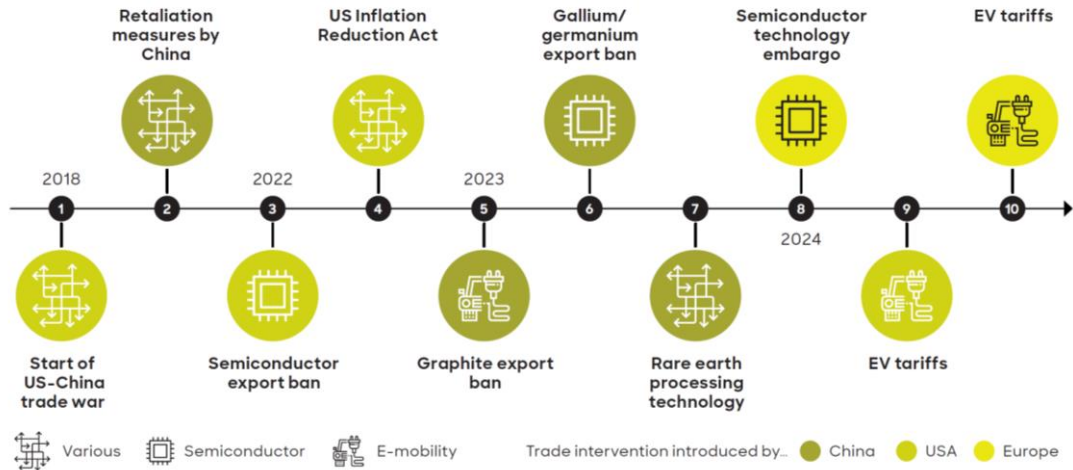 Retaliation
measures by
China
US Inflation
Reduction Act
Gallium/
germanium
export ban
Semiconductor
technology
embargo
EV tariffs
2018
2022
2023
1
2
3
4
5
6
7
8
9
10
2024
Start of
US-China
trade war
Semiconductor
export ban
Graphite export
ban
Rare earth
processing
technology
EV tariffs
Various
Semiconductor
E-mobility
Trade intervention introduced by...
China
USA
Europe